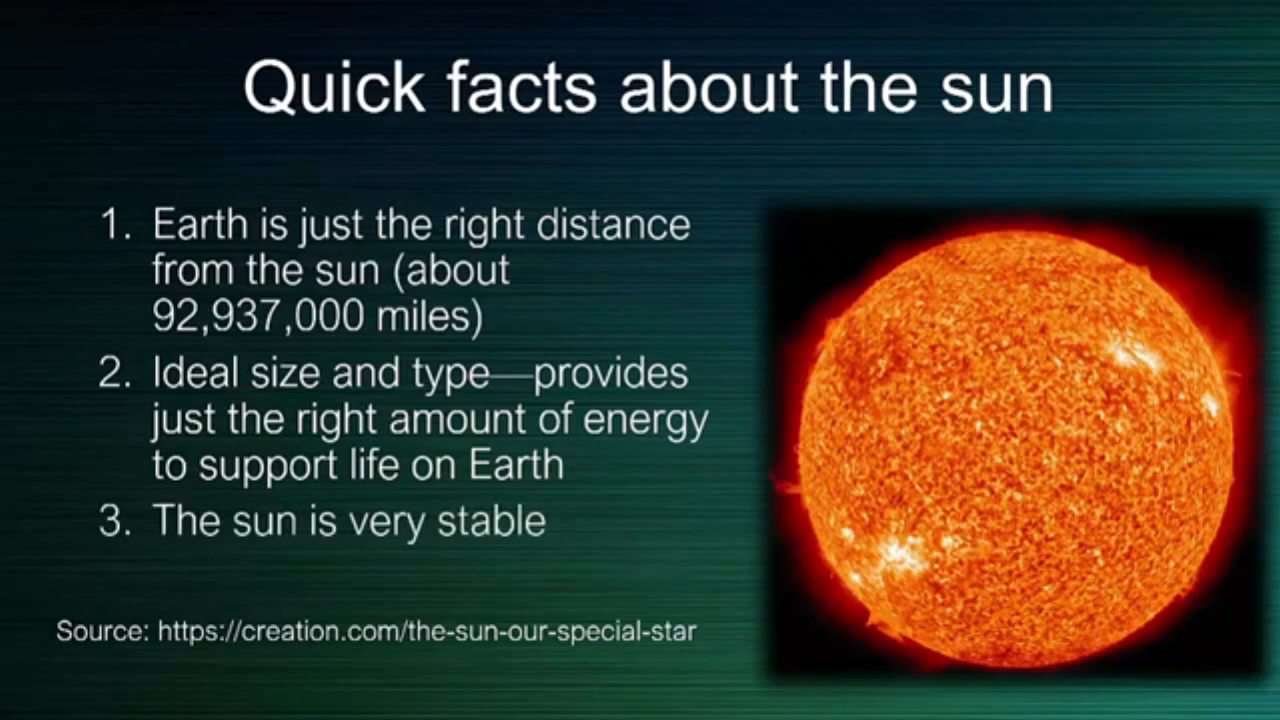 Quick facts about the sun
1. Earth is just the right distance
from the sun (about
92,937,000 miles)
2. Ideal size and type—provides
just the right amount of energy
to support life on Earth
3. The sun is very stable
Source: https://creation.com/the-sun-our-special-star